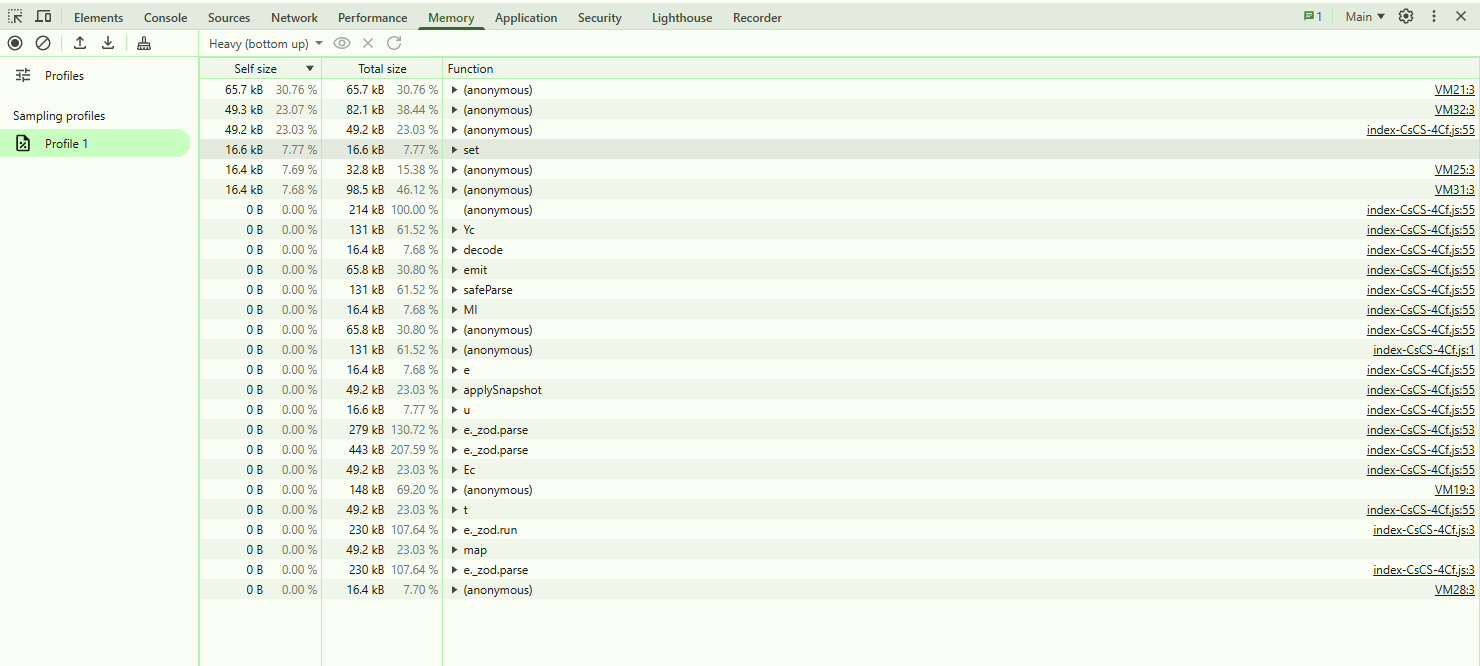 Elements Console Sources Network Performance Memory Application Security Lighthouse Recorder 1 Main
Heavy (bottom up)
Profiles
Sampling profiles
Profile 1
Self size Total size Function
65.7 kB 30.76 % 65.7 kB 30.76 % (anonymous) VM21:3
49.3 kB 23.07 % 82.1 kB 38.44 % (anonymous) VM32:3
49.2 kB 23.03 % 49.2 kB 23.03 % (anonymous) index-CsCS-4Cf.js:55
16.6 kB 7.77 % 16.6 kB 7.77 % set
16.4 kB 7.69 % 32.8 kB 15.38 % (anonymous) VM25:3
16.4 kB 7.68 % 98.5 kB 46.12 % (anonymous) VM31:3
0 B 0.00 % 214 kB 100.00 % (anonymous) index-CsCS-4Cf.js:55
0 B 0.00 % 131 kB 61.52 % Yc index-CsCS-4Cf.js:55
0 B 0.00 % 16.4 kB 7.68 % decode index-CsCS-4Cf.js:55
0 B 0.00 % 65.8 kB 30.80 % emit index-CsCS-4Cf.js:55
0 B 0.00 % 131 kB 61.52 % safeParse index-CsCS-4Cf.js:55
0 B 0.00 % 16.4 kB 7.68 % Ml index-CsCS-4Cf.js:55
0 B 0.00 % 65.8 kB 30.80 % (anonymous) index-CsCS-4Cf.js:55
0 B 0.00 % 131 kB 61.52 % (anonymous) index-CsCS-4Cf.js:1
0 B 0.00 % 16.4 kB 7.68 % e index-CsCS-4Cf.js:55
0 B 0.00 % 49.2 kB 23.03 % applySnapshot index-CsCS-4Cf.js:55
0 B 0.00 % 16.6 kB 7.77 % u index-CsCS-4Cf.js:55
0 B 0.00 % 279 kB 130.72 % e._zod.parse index-CsCS-4Cf.js:53
0 B 0.00 % 443 kB 207.59 % e._zod.parse index-CsCS-4Cf.js:53
0 B 0.00 % 49.2 kB 23.03 % Ec index-CsCS-4Cf.js:55
0 B 0.00 % 148 kB 69.20 % (anonymous) VM19:3
0 B 0.00 % 49.2 kB 23.03 % t index-CsCS-4Cf.js:55
0 B 0.00 % 230 kB 107.64 % e._zod.run index-CsCS-4Cf.js:3
0 B 0.00 % 49.2 kB 23.03 % map
0 B 0.00 % 230 kB 107.64 % e._zod.parse index-CsCS-4Cf.js:3
0 B 0.00 % 16.4 kB 7.70 % (anonymous) VM28:3